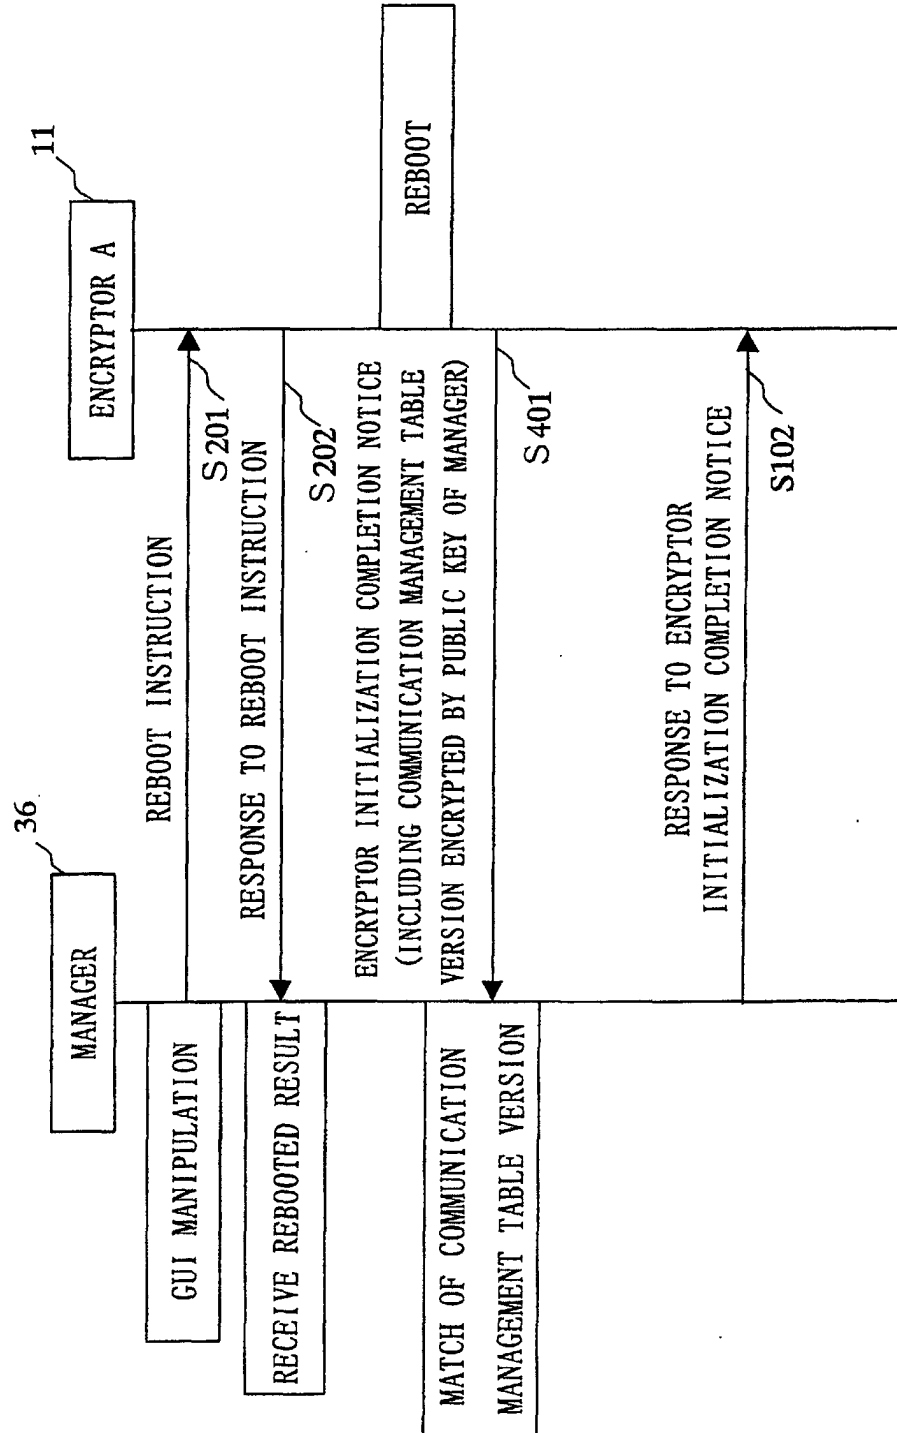 36
MANAGER
11
ENCRYPTOR A
GUI MANIPULATION
REBOOT INSTRUCTION
S201
RECEIVE REBOOTED RESULT
RESPONSE TO REBOOT INSTRUCTION
S202
REBOOT
ENCRYPTOR INITIALIZATION COMPLETION NOTICE
(INCLUDING COMMUNICATION MANAGEMENT TABLE
VERSION ENCRYPTED BY PUBLIC KEY OF MANAGER)
S401
MATCH OF COMMUNICATION
MANAGEMENT TABLE VERSION
RESPONSE TO ENCRYPTOR
INITIALIZATION COMPLETION NOTICE
S102